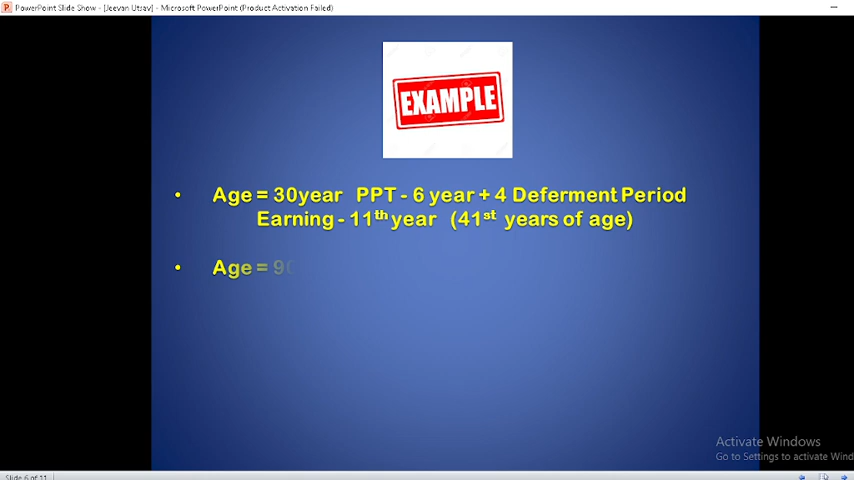 PowerPoint Slide Show - [Jeevan Utsav] - Microsoft PowerPoint (Product Activation Failed)
EXAMPLE
• Age = 30year PPT - 6 year + 4 Deferment Period
Earning - 11th year (41st years of age)
• Age = 90
Activate Windows
Go to Settings to activate Wind
Slide 6 of 11